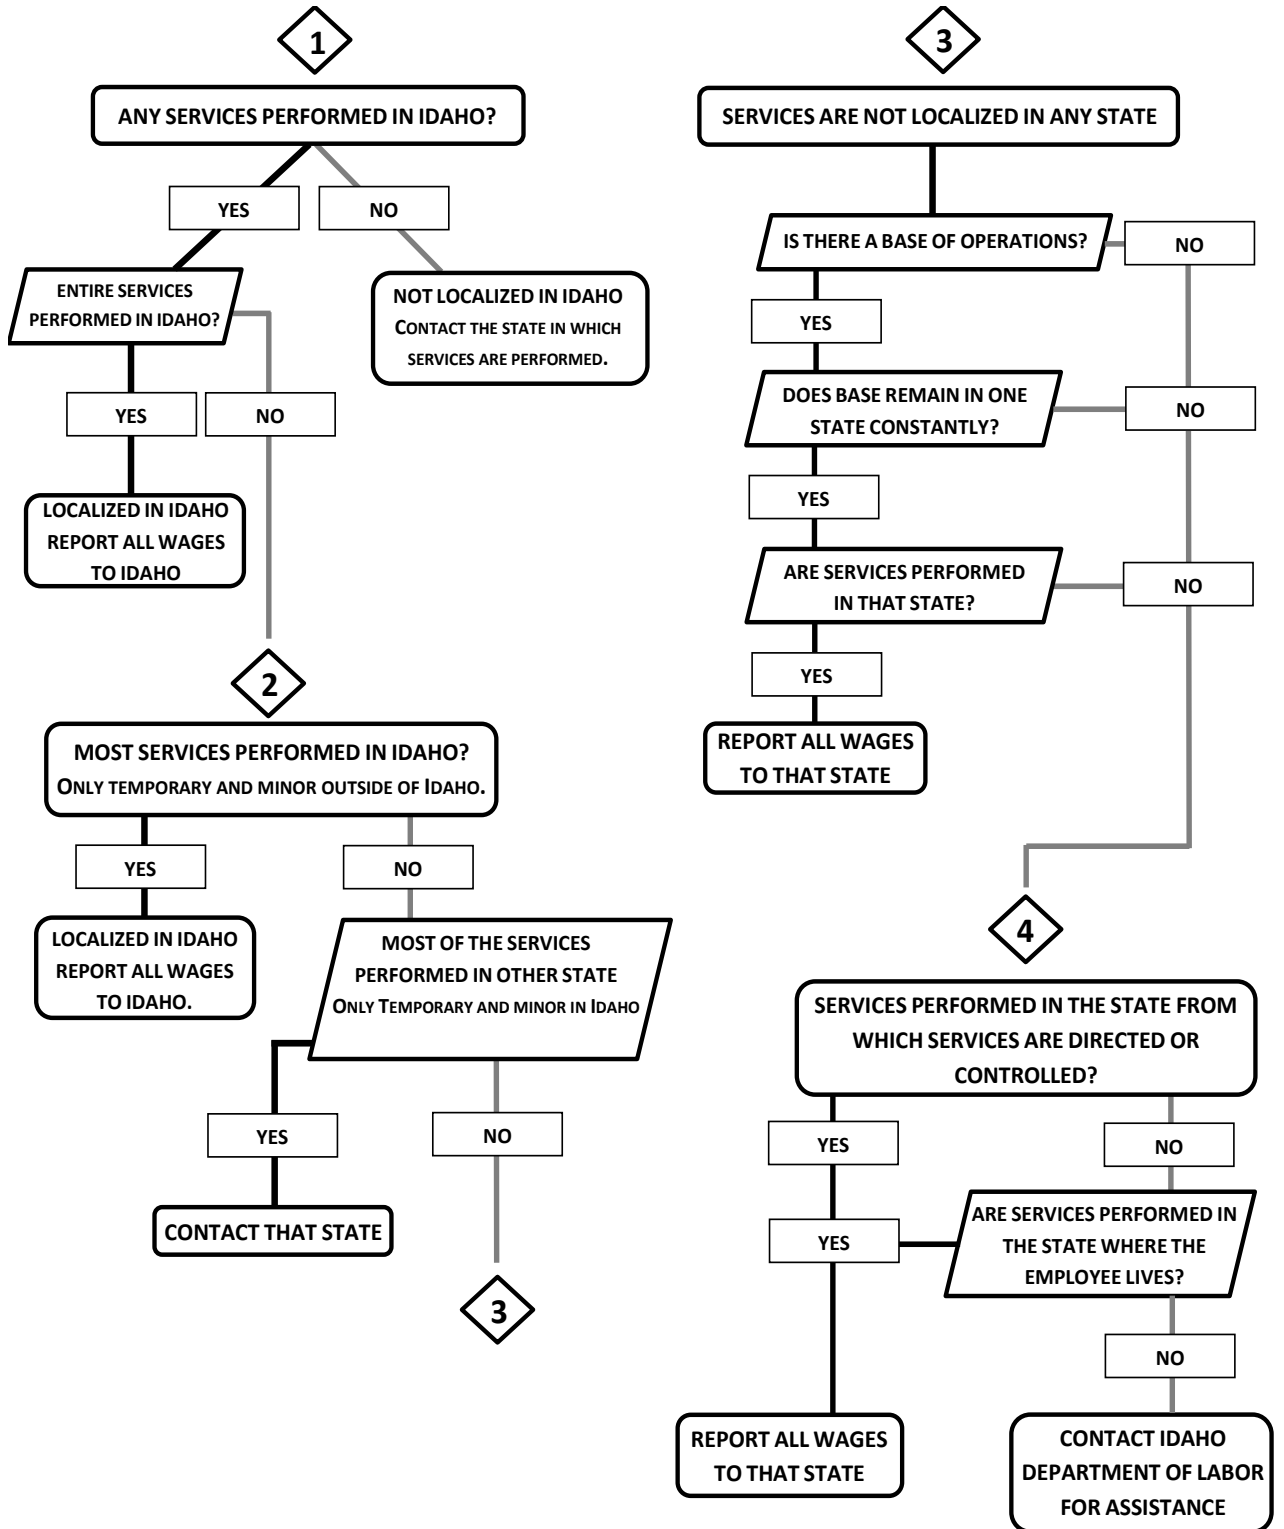 1
ANY SERVICES PERFORMED IN IDAHO?
YES
NO
ENTIRE SERVICES
PERFORMED IN IDAHO?
NOT LOCALIZED IN IDAHO
CONTACT THE STATE IN WHICH
SERVICES ARE PERFORMED.
YES
NO
LOCALIZED IN IDAHO
REPORT ALL WAGES
TO IDAHO
2
MOST SERVICES PERFORMED IN IDAHO?
ONLY TEMPORARY AND MINOR OUTSIDE OF IDAHO.
YES
NO
LOCALIZED IN IDAHO
REPORT ALL WAGES
TO IDAHO.
MOST OF THE SERVICES
PERFORMED IN OTHER STATE
ONLY TEMPORARY AND MINOR IN IDAHO
YES
NO
CONTACT THAT STATE
3
3
SERVICES ARE NOT LOCALIZED IN ANY STATE
IS THERE A BASE OF OPERATIONS?
NO
YES
DOES BASE REMAIN IN ONE
STATE CONSTANTLY?
NO
YES
ARE SERVICES PERFORMED
IN THAT STATE?
NO
YES
REPORT ALL WAGES
TO THAT STATE
4
SERVICES PERFORMED IN THE STATE FROM
WHICH SERVICES ARE DIRECTED OR
CONTROLLED?
YES
NO
ARE SERVICES PERFORMED IN
THE STATE WHERE THE
EMPLOYEE LIVES?
YES
NO
REPORT ALL WAGES
TO THAT STATE
CONTACT IDAHO
DEPARTMENT OF LABOR
FOR ASSISTANCE